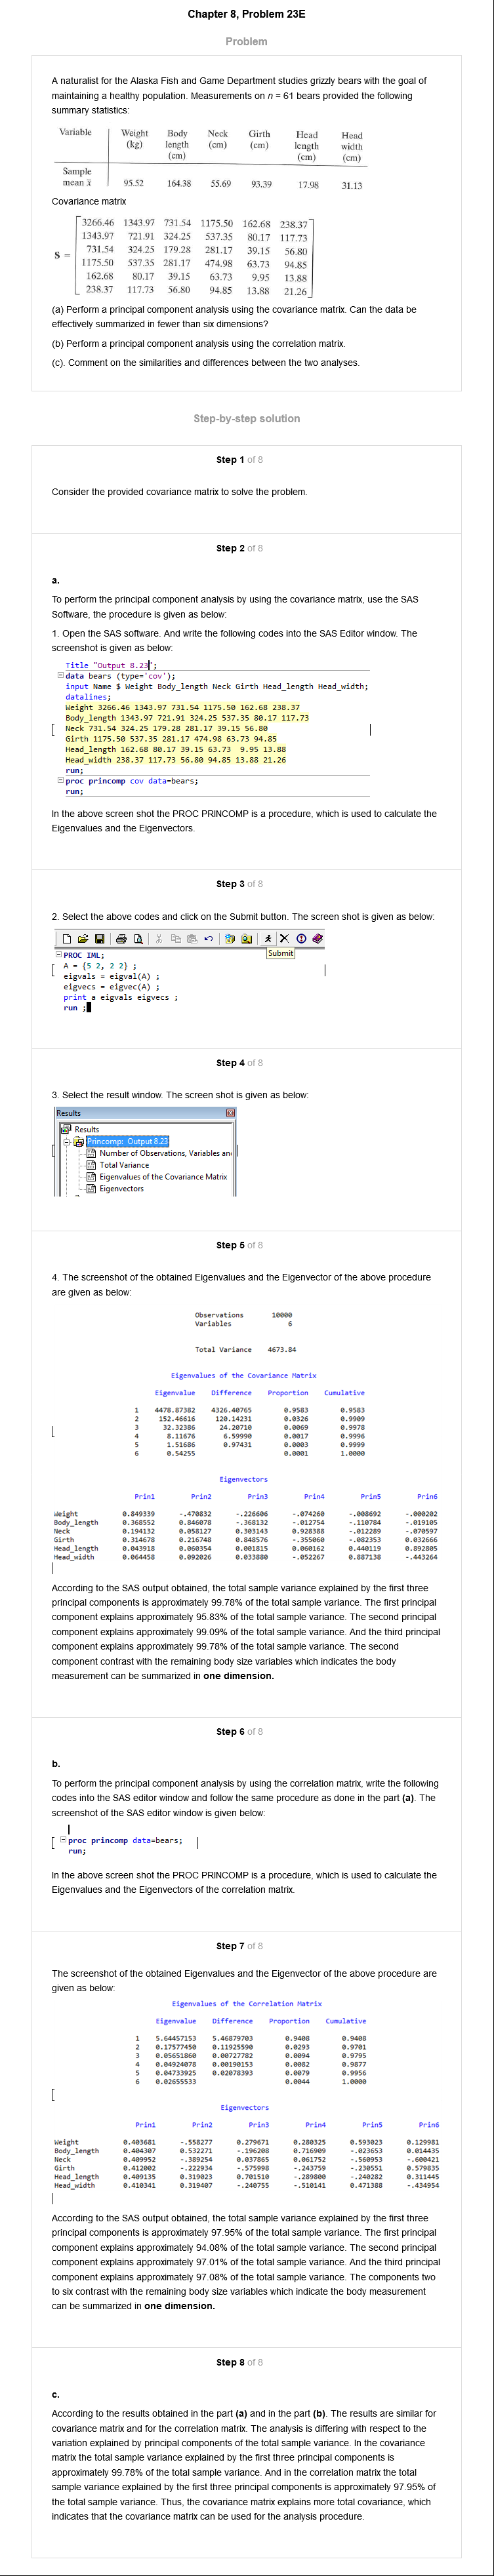 Chapter 8, Problem 23E
Problem
A naturalist for the Alaska Fish and Game Department studies grizzly bears with the goal of
maintaining a healthy population. Measurements on n = 61 bears provided the following
summary statistics:
Variable Weight (kg) Body length (cm) Neck (cm) Girth (cm) Head length (cm) Head width (cm)
Sample mean x̄ 95.52 164.38 55.69 93.39 17.98 31.13
Covariance matrix
3266.46 1343.97 731.54 1175.50 162.68 238.37
1343.97 721.91 324.25 537.35 80.17 117.73
S = 731.54 324.25 179.28 281.17 39.15 56.80
1175.50 537.35 281.17 474.98 63.73 94.85
162.68 80.17 39.15 63.73 9.95 13.88
238.37 117.73 56.80 94.85 13.88 21.26
(a) Perform a principal component analysis using the covariance matrix. Can the data be
effectively summarized in fewer than six dimensions?
(b) Perform a principal component analysis using the correlation matrix.
(c). Comment on the similarities and differences between the two analyses.
Step-by-step solution
Step 1 of 8
Consider the provided covariance matrix to solve the problem.
Step 2 of 8
a.
To perform the principal component analysis by using the covariance matrix, use the SAS
Software, the procedure is given as below:
1. Open the SAS software. And write the following codes into the SAS Editor window. The
screenshot is given as below:
Title "Output 8.23";
data bears (type='cov');
input Name $ Weight Body_length Neck Girth Head_length Head_width;
datalines;
Weight 3266.46 1343.97 731.54 1175.50 162.68 238.37
Body_length 1343.97 721.91 324.25 537.35 80.17 117.73
Neck 731.54 324.25 179.28 281.17 39.15 56.80
Girth 1175.50 537.35 281.17 474.98 63.73 94.85
Head_length 162.68 80.17 39.15 63.73 9.95 13.88
Head_width 238.37 117.73 56.80 94.85 13.88 21.26
run;
proc princomp cov data=bears;
run;
In the above screen shot the PROC PRINCOMP is a procedure, which is used to calculate the
Eigenvalues and the Eigenvectors.
Step 3 of 8
2. Select the above codes and click on the Submit button. The screen shot is given as below:
Submit
PROC IML;
A = {5 2, 2 2} ;
eigvals = eigval(A) ;
eigvecs = eigvec(A) ;
print a eigvals eigvecs ;
run ;
Step 4 of 8
3. Select the result window. The screen shot is given as below:
Results
Results
Princomp: Output 8.23
Number of Observations, Variables an
Total Variance
Eigenvalues of the Covariance Matrix
Eigenvectors
Step 5 of 8
4. The screenshot of the obtained Eigenvalues and the Eigenvector of the above procedure
are given as below:
Observations 10000
Variables 6
Total Variance 4673.84
Eigenvalues of the Covariance Matrix
Eigenvalue Difference Proportion Cumulative
1 4478.87382 4326.40765 0.9583 0.9583
2 152.46616 120.14231 0.0326 0.9909
3 32.32386 24.20710 0.0069 0.9978
4 8.11676 6.59990 0.0017 0.9996
5 1.51686 0.97431 0.0003 0.9999
6 0.54255 0.0001 1.0000
Eigenvectors
Prin1 Prin2 Prin3 Prin4 Prin5 Prin6
Weight 0.849339 -.470832 -.226606 -.074260 -.008692 -.000202
Body_length 0.368552 0.846078 -.368132 -.012754 -.110784 -.019105
Neck 0.194132 0.058127 0.303143 0.928388 -.012289 -.070597
Girth 0.314678 0.216748 0.848576 -.355060 -.082353 0.032666
Head_length 0.043918 0.060354 0.001815 0.060162 0.440119 0.892805
Head_width 0.064458 0.092026 0.033880 -.052267 0.887138 -.443264
According to the SAS output obtained, the total sample variance explained by the first three
principal components is approximately 99.78% of the total sample variance. The first principal
component explains approximately 95.83% of the total sample variance. The second principal
component explains approximately 99.09% of the total sample variance. And the third principal
component explains approximately 99.78% of the total sample variance. The second
component contrast with the remaining body size variables which indicates the body
measurement can be summarized in one dimension.
Step 6 of 8
b.
To perform the principal component analysis by using the correlation matrix, write the following
codes into the SAS editor window and follow the same procedure as done in the part (a). The
screenshot of the SAS editor window is given below:
proc princomp data=bears;
run;
In the above screen shot the PROC PRINCOMP is a procedure, which is used to calculate the
Eigenvalues and the Eigenvectors of the correlation matrix.
Step 7 of 8
The screenshot of the obtained Eigenvalues and the Eigenvector of the above procedure are
given as below:
Eigenvalues of the Correlation Matrix
Eigenvalue Difference Proportion Cumulative
1 5.64457153 5.46879703 0.9408 0.9408
2 0.17577450 0.11925590 0.0293 0.9701
3 0.05651860 0.00727782 0.0094 0.9795
4 0.04924078 0.00190153 0.0082 0.9877
5 0.04733925 0.02078393 0.0079 0.9956
6 0.02655533 0.0044 1.0000
Eigenvectors
Prin1 Prin2 Prin3 Prin4 Prin5 Prin6
Weight 0.403681 -.558277 0.279671 0.280325 0.593023 0.129981
Body_length 0.404307 0.532271 -.196208 0.716909 -.023653 0.014435
Neck 0.409952 -.389254 0.037865 0.061752 -.560953 -.600421
Girth 0.412002 -.222934 -.575998 -.243759 -.230551 0.579835
Head_length 0.409135 0.319023 0.701510 -.289800 -.240282 0.311445
Head_width 0.410341 0.319407 -.240755 -.510141 0.471388 -.434954
According to the SAS output obtained, the total sample variance explained by the first three
principal components is approximately 97.95% of the total sample variance. The first principal
component explains approximately 94.08% of the total sample variance. The second principal
component explains approximately 97.01% of the total sample variance. And the third principal
component explains approximately 97.08% of the total sample variance. The components two
to six contrast with the remaining body size variables which indicate the body measurement
can be summarized in one dimension.
Step 8 of 8
c.
According to the results obtained in the part (a) and in the part (b). The results are similar for
covariance matrix and for the correlation matrix. The analysis is differing with respect to the
variation explained by principal components of the total sample variance. In the covariance
matrix the total sample variance explained by the first three principal components is
approximately 99.78% of the total sample variance. And in the correlation matrix the total
sample variance explained by the first three principal components is approximately 97.95% of
the total sample variance. Thus, the covariance matrix explains more total covariance, which
indicates that the covariance matrix can be used for the analysis procedure.